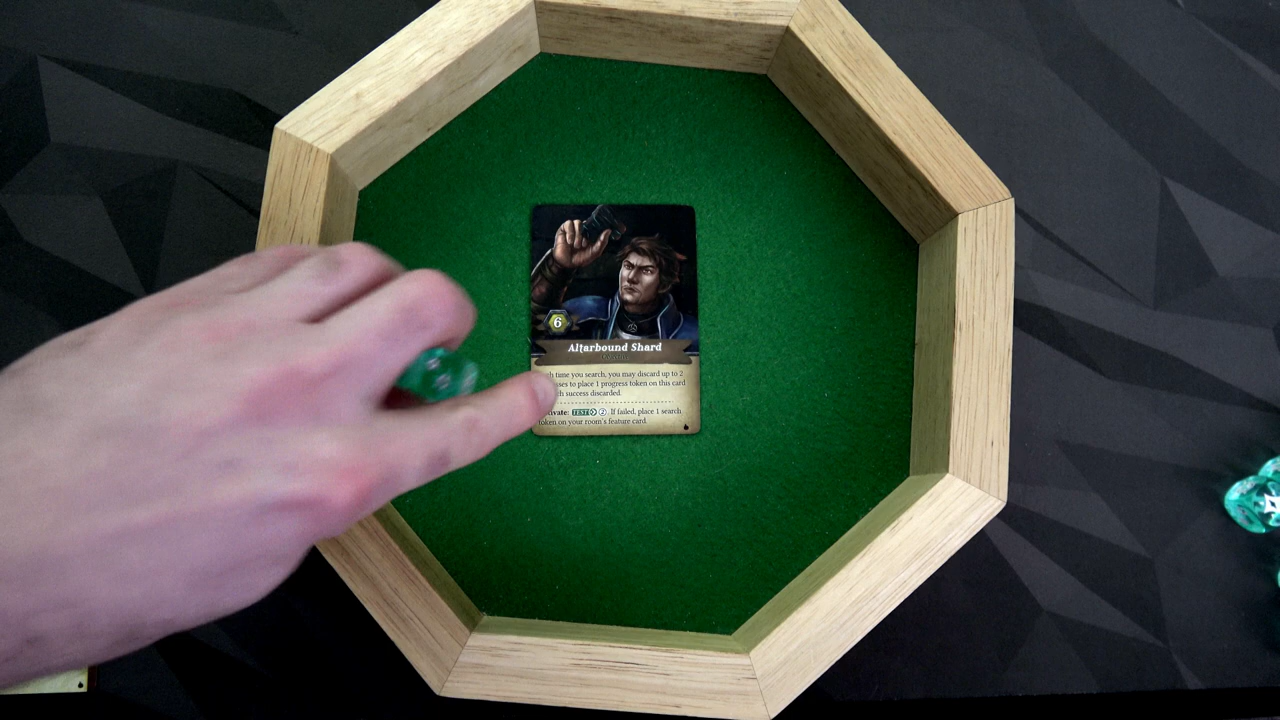 6
Altarbound Shard
h time you search, you may discard up to 2
sses to place 1 progress token on this card
h success discarded.
ivate: TEST 2. If failed, place 1 search
token on your room's feature card.